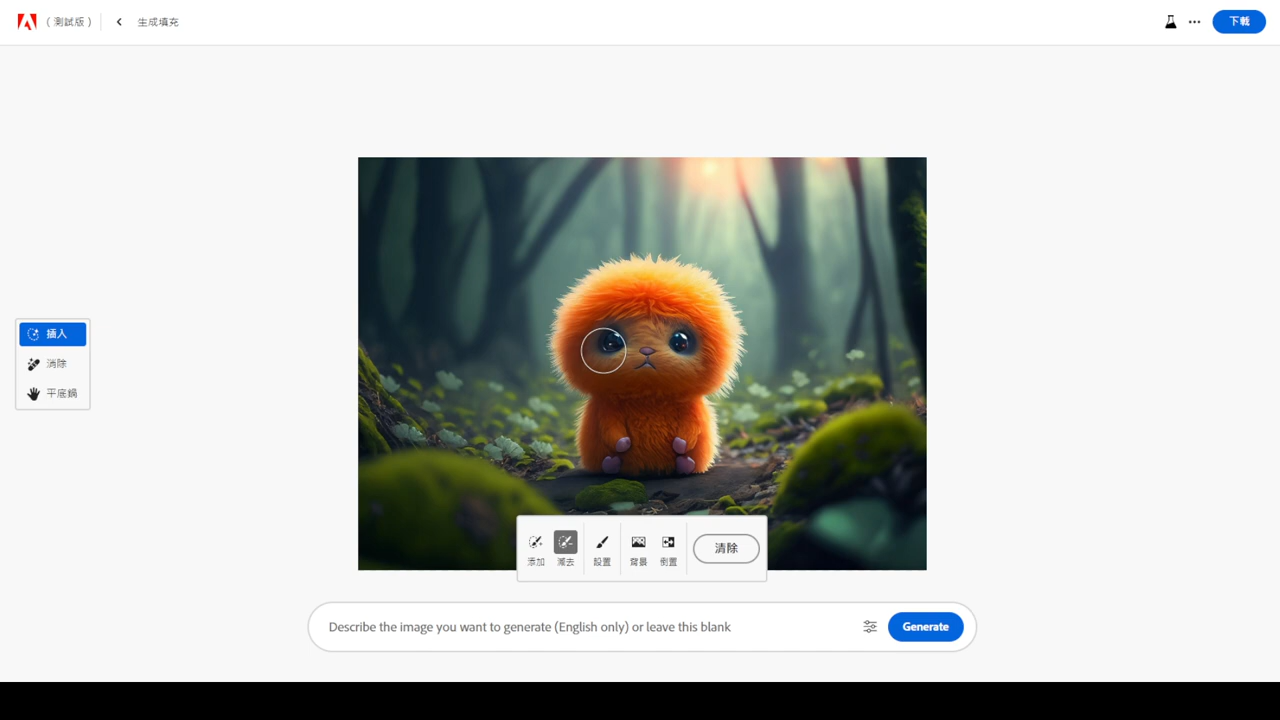 （測試版）
生成填充
下載
插入
消除
平底鍋
添加
減去
設置
背景
倒置
清除
Describe the image you want to generate (English only) or leave this blank
Generate